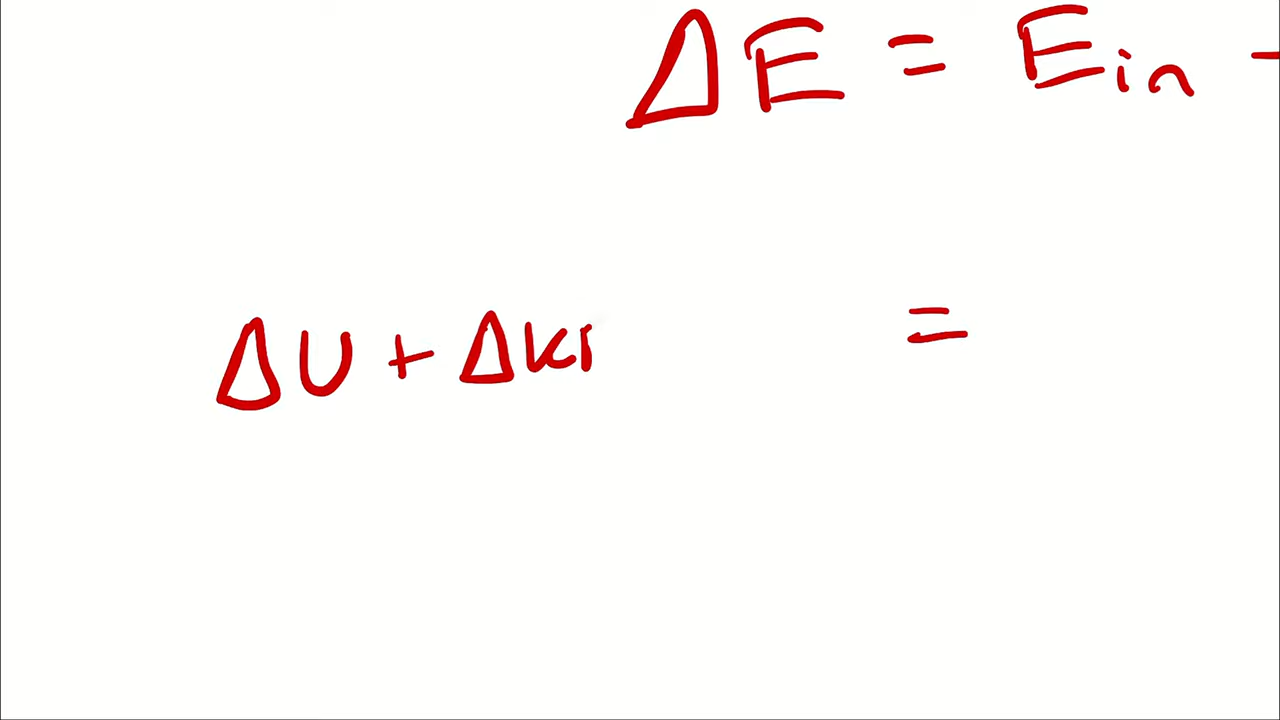 ΔE = Ein -
ΔU + Δk =